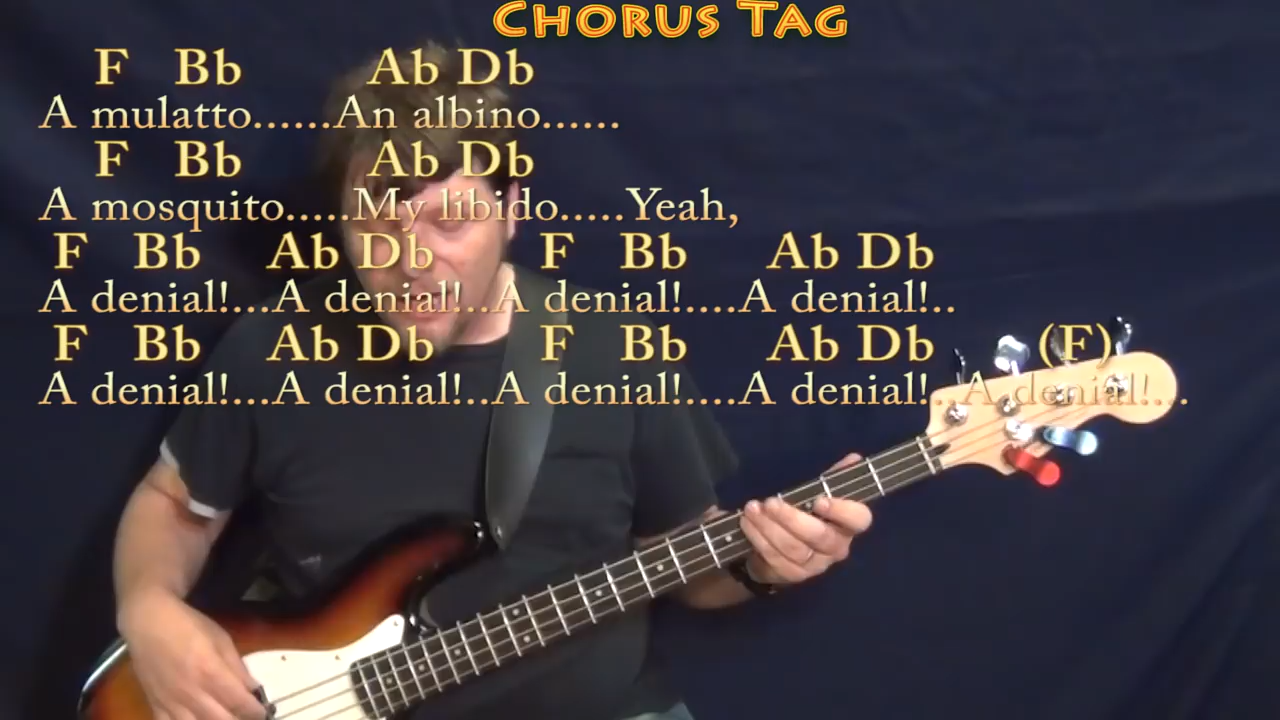 CHORUS TAG
F Bb Ab Db
A mulatto......An albino......
F Bb Ab Db
A mosquito.....My libido.....Yeah,
F Bb Ab Db F Bb Ab Db
A denial!...A denial!..A denial!....A denial!..
F Bb Ab Db F Bb Ab Db (F)
A denial!...A denial!..A denial!....A denial!..A denial!...